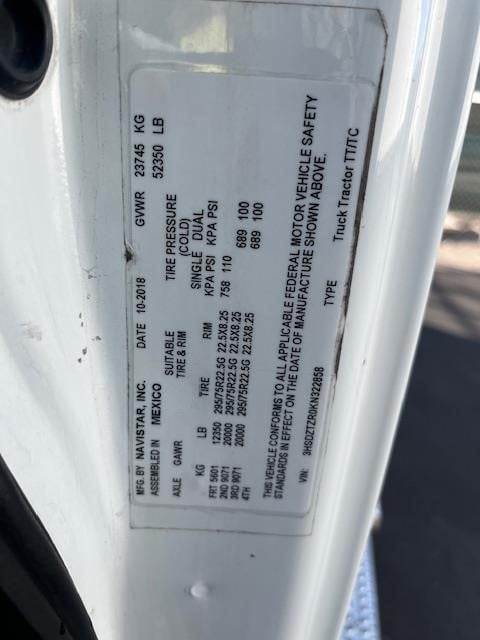 MFG. BY NAVISTAR, INC. DATE 10-2018 GVWR 23745 KG
ASSEMBLED IN MEXICO 52350 LB
SUITABLE TIRE PRESSURE
AXLE GAWR TIRE & RIM (COLD)
SINGLE DUAL
KG LB TIRE RIM KPA PSI KPA PSI
FRT 5601 12350 295/75R22.5G 22.5X8.25 758 110
2ND 9071 20000 295/75R22.5G 22.5X8.25 689 100
3RD 9071 20000 295/75R22.5G 22.5X8.25 689 100
4TH
THIS VEHICLE CONFORMS TO ALL APPLICABLE FEDERAL MOTOR VEHICLE SAFETY
STANDARDS IN EFFECT ON THE DATE OF MANUFACTURE SHOWN ABOVE.
VIN: 3HSDZTZR0KN322858 TYPE Truck Tractor TT/TC